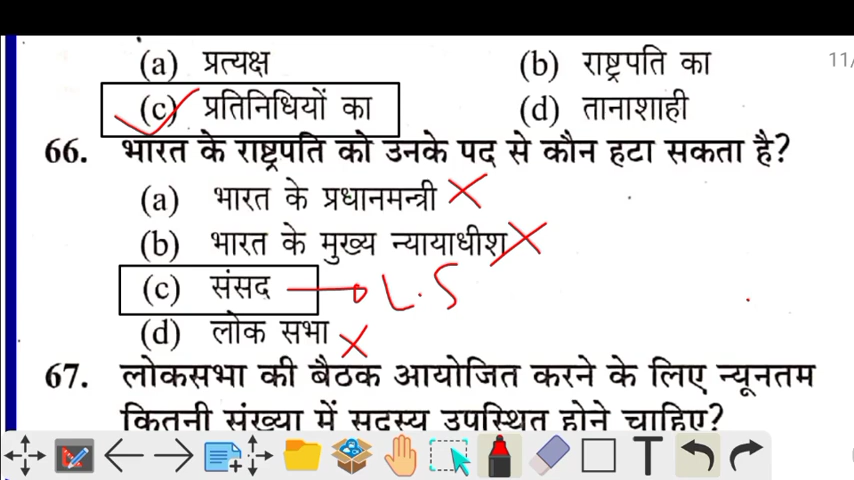 (a) प्रत्यक्ष (b) राष्ट्रपति का 11/
(c) प्रतिनिधियों का (d) तानाशाही
66. भारत के राष्ट्रपति को उनके पद से कौन हटा सकता है?
(a) भारत के प्रधानमन्त्री
(b) भारत के मुख्य न्यायाधीश
(c) संसद L.S
(d) लोक सभा
67. लोकसभा की बैठक आयोजित करने के लिए न्यूनतम
कितनी संख्या में सदस्य उपस्थित होने चाहिए?
T